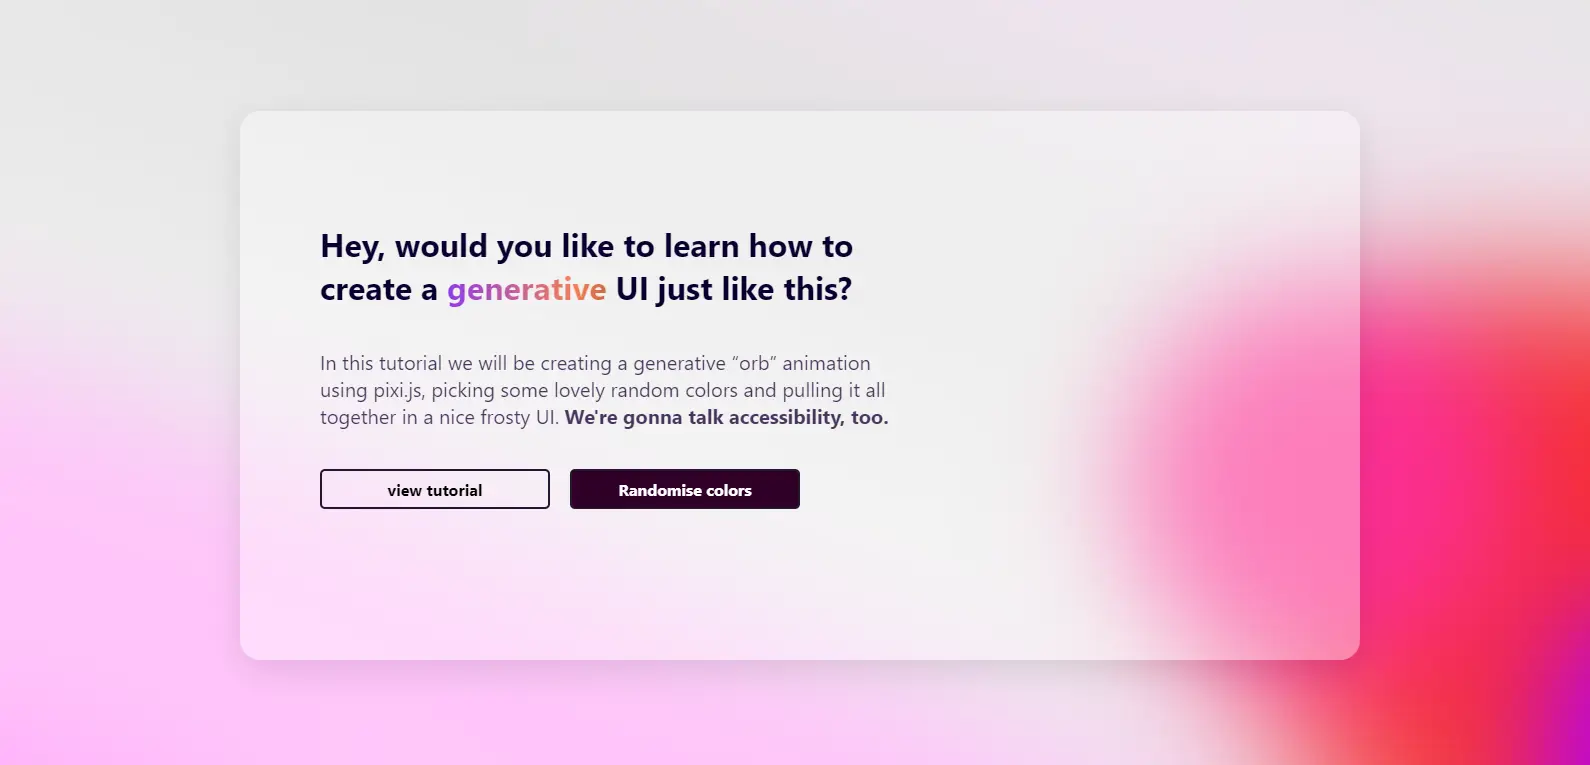 Hey, would you like to learn how to
create a generative UI just like this?
In this tutorial we will be creating a generative “orb” animation
using pixi.js, picking some lovely random colors and pulling it all
together in a nice frosty UI. We're gonna talk accessibility, too.
view tutorial
Randomise colors